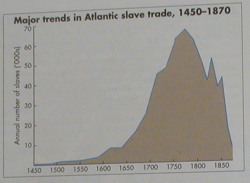 Major trends in Atlantic slave trade, 1450–1870
Annual number of slaves ('000s)
70
60
50
40
30
20
10
0
1450 1500 1550 1600 1650 1700 1750 1800 1850